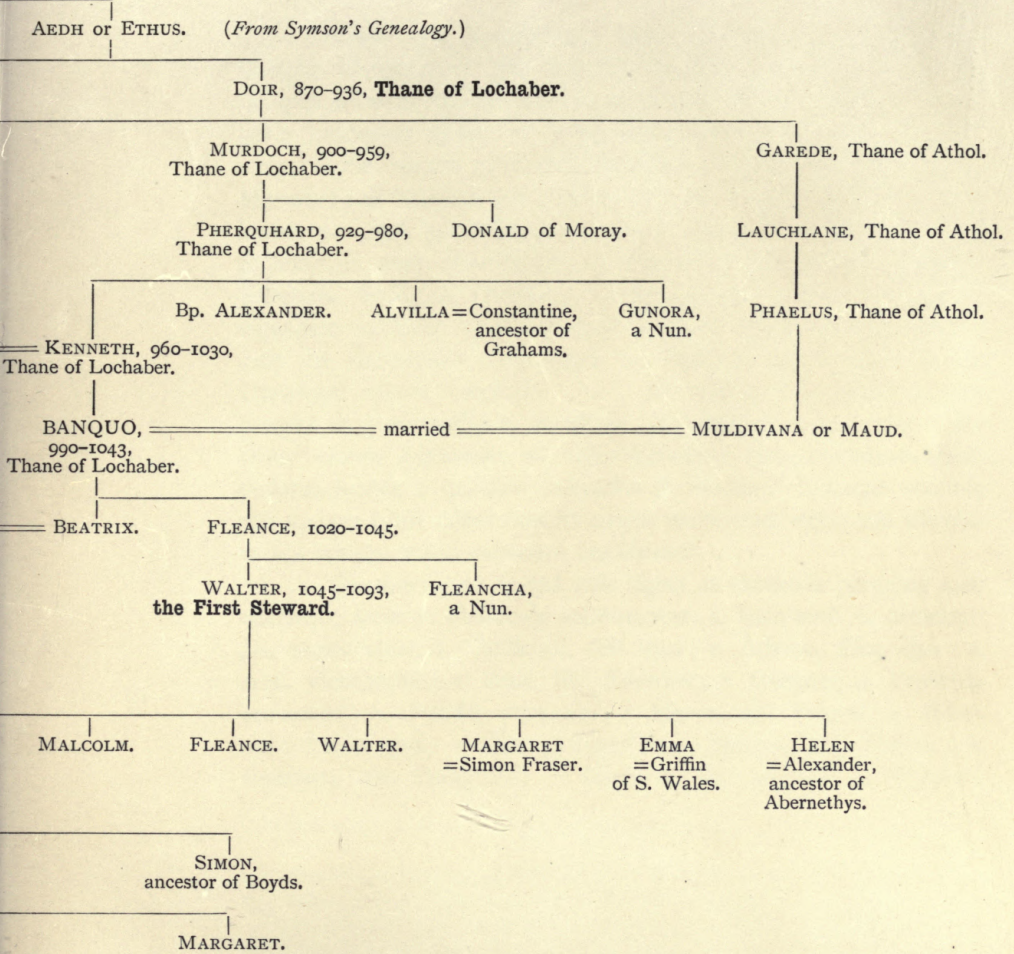 AEDH or ETHUS. (From Symson's Genealogy.)
DOIR, 870–936, Thane of Lochaber.
MURDOCH, 900–959,
Thane of Lochaber.
GAREDE, Thane of Athol.
PHERQUHARD, 929–980,
Thane of Lochaber.
DONALD of Moray.
LAUCHLANE, Thane of Athol.
Bp. ALEXANDER.
ALVILLA=Constantine,
ancestor of
Grahams.
GUNORA,
a Nun.
PHAELUS, Thane of Athol.
KENNETH, 960–1030,
Thane of Lochaber.
BANQUO,
990–1043,
Thane of Lochaber.
married
MULDIVANA or MAUD.
BEATRIX.
FLEANCE, 1020–1045.
WALTER, 1045–1093,
the First Steward.
FLEANCHA,
a Nun.
MALCOLM.
FLEANCE.
WALTER.
MARGARET
=Simon Fraser.
EMMA
=Griffin
of S. Wales.
HELEN
=Alexander,
ancestor of
Abernethys.
SIMON,
ancestor of Boyds.
MARGARET.